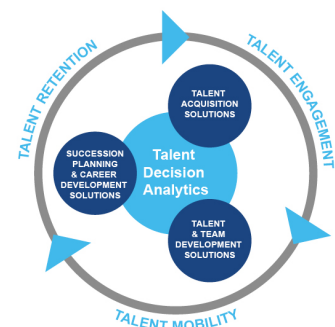 TALENT RETENTION
TALENT ENGAGEMENT
TALENT
ACQUISITION
SOLUTIONS
SUCCESSION
PLANNING
& CAREER
DEVELOPMENT
SOLUTIONS
Talent
Decision
Analytics
TALENT
& TEAM
DEVELOPMENT
SOLUTIONS
TALENT MOBILITY